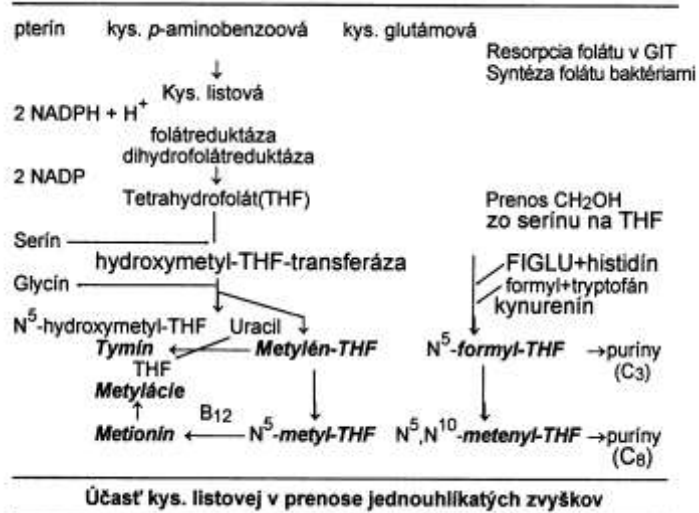 pterín kys. p-aminobenzoová kys. glutámová
Resorpcia folátu v GIT
Syntéza folátu baktériami
Kys. listová
2 NADPH + H+
folátreduktáza
dihydrofolátreduktáza
2 NADP
Tetrahydrofolát(THF)
Prenos CH2OH
zo serínu na THF
Serín
hydroxymetyl-THF-transferáza
FIGLU+histidín
Glycín
formyl+tryptofán
kynurenín
N5-hydroxymetyl-THF Uracil
Tymín Metylén-THF N5-formyl-THF →puríny
THF (C3)
Metylácie
B12
Metionín N5-metyl-THF N5,N10-metenyl-THF →puríny
(C8)
Účasť kys. listovej v prenose jednouhlíkatých zvyškov